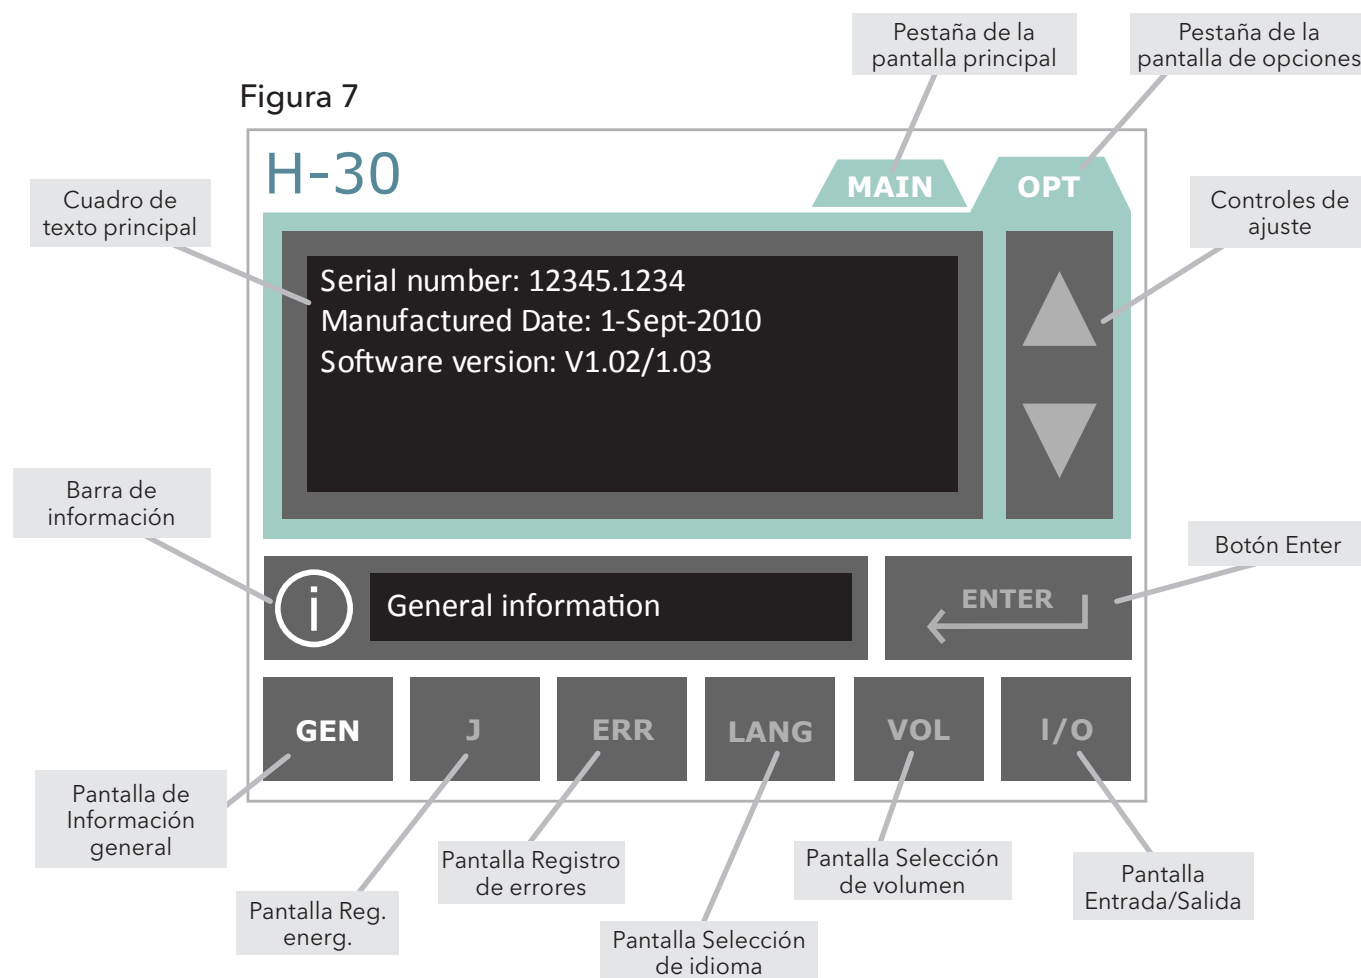 Pestaña de la
pantalla principal
Pestaña de la
pantalla de opciones
Figura 7
H-30
MAIN
OPT
Cuadro de
texto principal
Controles de
ajuste
Serial number: 12345.1234
Manufactured Date: 1-Sept-2010
Software version: V1.02/1.03
Barra de
información
Botón Enter
i
General information
ENTER
GEN
J
ERR
LANG
VOL
I/O
Pantalla de
Información
general
Pantalla Registro
de errores
Pantalla Selección
de volumen
Pantalla
Entrada/Salida
Pantalla Reg.
energ.
Pantalla Selección
de idioma